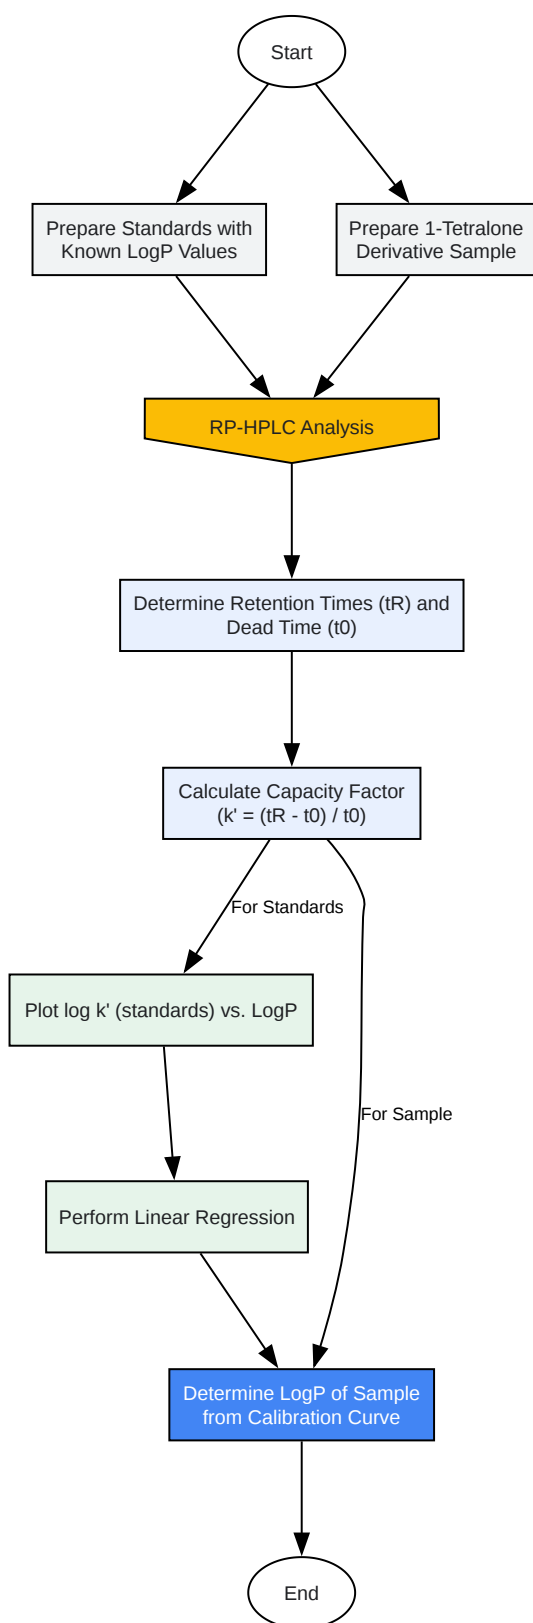 Start
Prepare Standards with
Known LogP Values
Prepare 1-Tetralone
Derivative Sample
RP-HPLC Analysis
Determine Retention Times (tR) and
Dead Time (t0)
Calculate Capacity Factor
(k' = (tR - t0) / t0)
For Standards
Plot log k' (standards) vs. LogP
For Sample
Perform Linear Regression
Determine LogP of Sample
from Calibration Curve
End